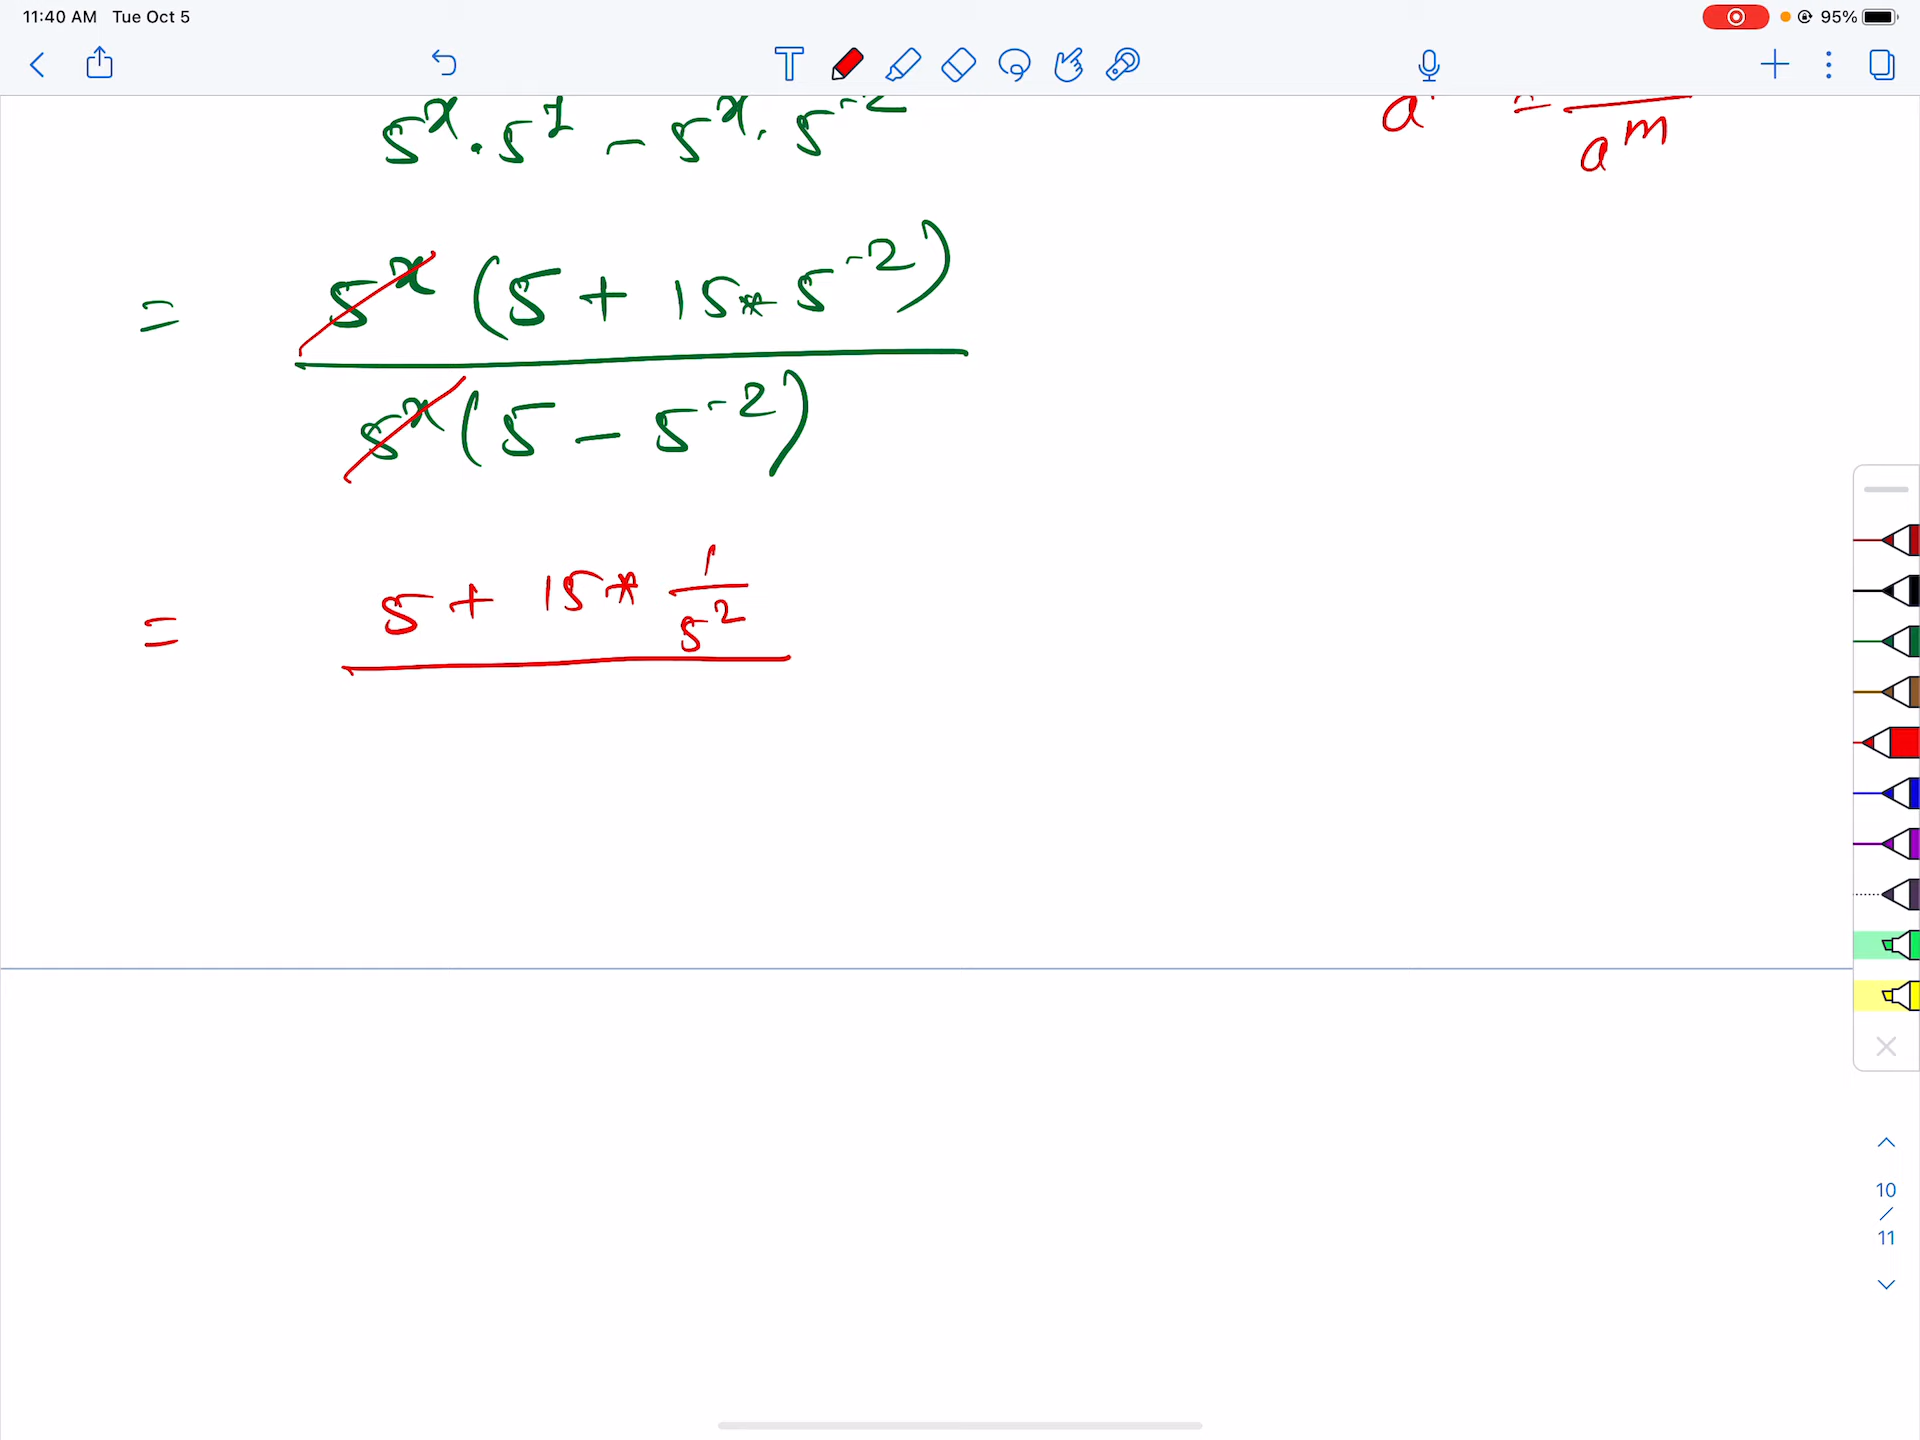 11:40 AM Tue Oct 5 95%
T
5^x · 5^1 - 5^x · 5^-2
a =
a^m
= 5^x (5 + 15 * 5^-2)
5^x (5 - 5^-2)
= 5 + 15 * 1/5^2
10
/
11